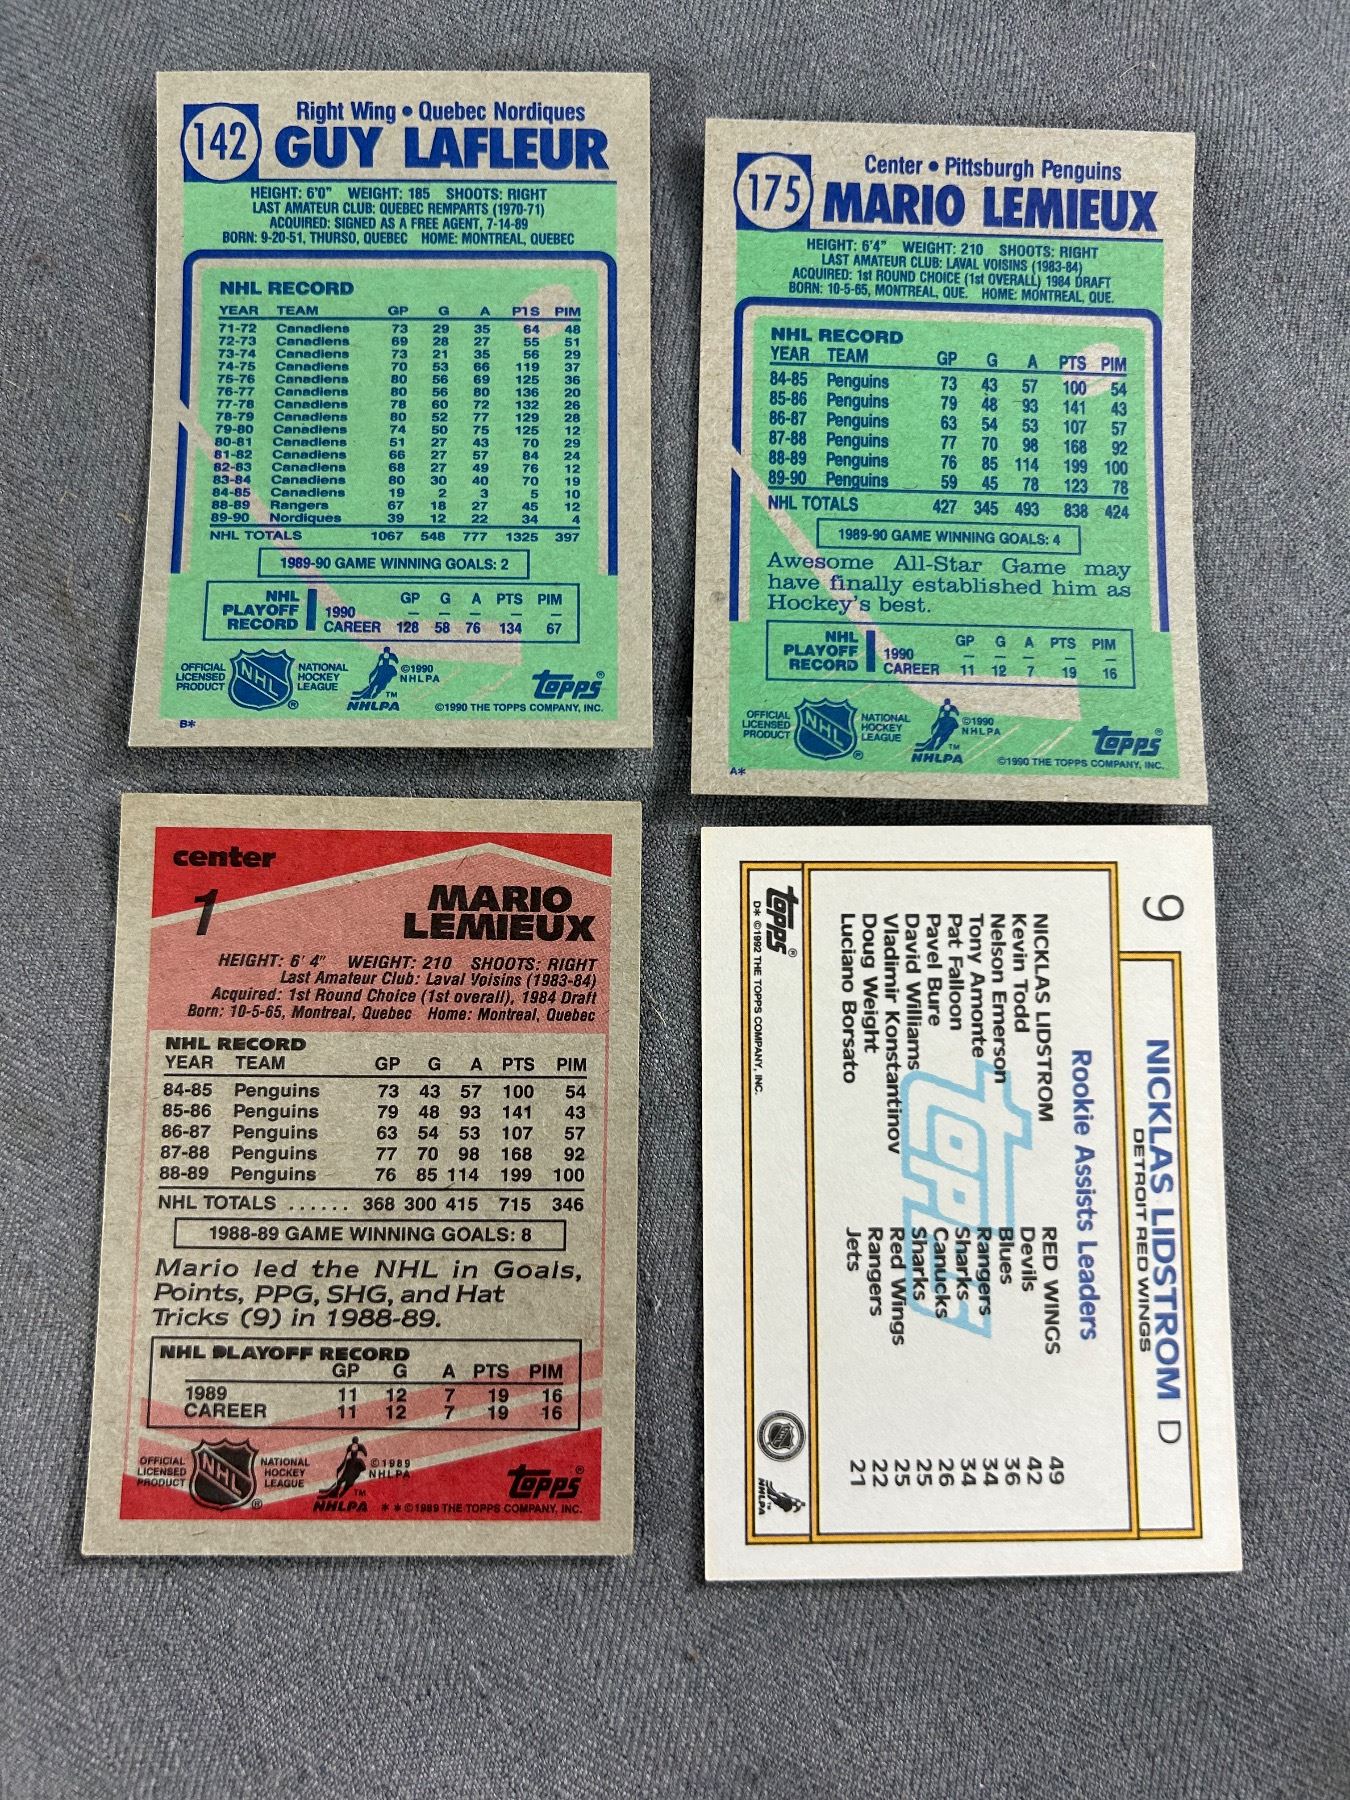 142
Right Wing • Quebec Nordiques
GUY LAFLEUR
HEIGHT: 6'0" WEIGHT: 185 SHOOTS: RIGHT
LAST AMATEUR CLUB: QUEBEC REMPARTS (1970-71)
ACQUIRED: SIGNED AS A FREE AGENT, 7-14-89
BORN: 9-20-51, THURSO, QUEBEC HOME: MONTREAL, QUEBEC
NHL RECORD
YEAR TEAM GP G A PTS PIM
71-72 Canadiens 73 29 35 64 48
72-73 Canadiens 69 28 27 55 51
73-74 Canadiens 73 21 35 56 29
74-75 Canadiens 70 53 66 119 37
75-76 Canadiens 80 56 69 125 36
76-77 Canadiens 80 56 80 136 20
77-78 Canadiens 78 60 72 132 26
78-79 Canadiens 80 52 77 129 28
79-80 Canadiens 74 50 75 125 12
80-81 Canadiens 51 27 43 70 29
81-82 Canadiens 66 27 57 84 24
82-83 Canadiens 68 27 49 76 12
83-84 Canadiens 80 30 40 70 19
84-85 Canadiens 19 2 3 5 10
88-89 Rangers 67 18 27 45 12
89-90 Nordiques 39 12 22 34 4
NHL TOTALS 1067 548 777 1325 397
1989-90 GAME WINNING GOALS: 2
NHL PLAYOFF RECORD
GP G A PTS PIM
1990 — — — — —
CAREER 128 58 76 134 67
OFFICIAL LICENSED PRODUCT
NHL®
NATIONAL HOCKEY LEAGUE
™
NHLPA
©1990 NHLPA
Topps®
©1990 THE TOPPS COMPANY, INC.
B*
175
Center • Pittsburgh Penguins
MARIO LEMIEUX
HEIGHT: 6'4" WEIGHT: 210 SHOOTS: RIGHT
LAST AMATEUR CLUB: LAVAL VOISINS (1983-84)
ACQUIRED: 1st ROUND CHOICE (1st OVERALL) 1984 DRAFT
BORN: 10-5-65, MONTREAL, QUE. HOME: MONTREAL, QUE.
NHL RECORD
YEAR TEAM GP G A PTS PIM
84-85 Penguins 73 43 57 100 54
85-86 Penguins 79 48 93 141 43
86-87 Penguins 63 54 53 107 57
87-88 Penguins 77 70 98 168 92
88-89 Penguins 76 85 114 199 100
89-90 Penguins 59 45 78 123 78
NHL TOTALS 427 345 493 838 424
1989-90 GAME WINNING GOALS: 4
Awesome All-Star Game may
have finally established him as
Hockey's best.
NHL PLAYOFF RECORD
GP G A PTS PIM
1990 — — — — —
CAREER 11 12 7 19 16
OFFICIAL LICENSED PRODUCT
NHL®
NATIONAL HOCKEY LEAGUE
™
NHLPA
©1990 NHLPA
Topps®
©1990 THE TOPPS COMPANY, INC.
A*
center
1
MARIO
LEMIEUX
HEIGHT: 6' 4" WEIGHT: 210 SHOOTS: RIGHT
Last Amateur Club: Laval Voisins (1983-84)
Acquired: 1st Round Choice (1st overall), 1984 Draft
Born: 10-5-65, Montreal, Quebec Home: Montreal, Quebec
NHL RECORD
YEAR TEAM GP G A PTS PIM
84-85 Penguins 73 43 57 100 54
85-86 Penguins 79 48 93 141 43
86-87 Penguins 63 54 53 107 57
87-88 Penguins 77 70 98 168 92
88-89 Penguins 76 85 114 199 100
NHL TOTALS ...... 368 300 415 715 346
1988-89 GAME WINNING GOALS: 8
Mario led the NHL in Goals,
Points, PPG, SHG, and Hat
Tricks (9) in 1988-89.
NHL PLAYOFF RECORD
GP G A PTS PIM
1989 11 12 7 19 16
CAREER 11 12 7 19 16
OFFICIAL LICENSED PRODUCT
NHL®
NATIONAL HOCKEY LEAGUE
™
NHLPA
©1989 NHLPA
Topps®
* * ©1989 THE TOPPS COMPANY, INC.
9
NICKLAS LIDSTROM D
DETROIT RED WINGS
Rookie Assists Leaders
NICKLAS LIDSTROM RED WINGS 49
Kevin Todd Devils 42
Nelson Emerson Blues 36
Tony Amonte Rangers 34
Pat Falloon Sharks 34
Pavel Bure Canucks 26
David Williams Sharks 25
Vladimir Konstantinov Red Wings 25
Doug Weight Rangers 22
Luciano Borsato Jets 21
Topps
Topps®
D* ©1992 THE TOPPS COMPANY, INC.
NHL
NHLPA